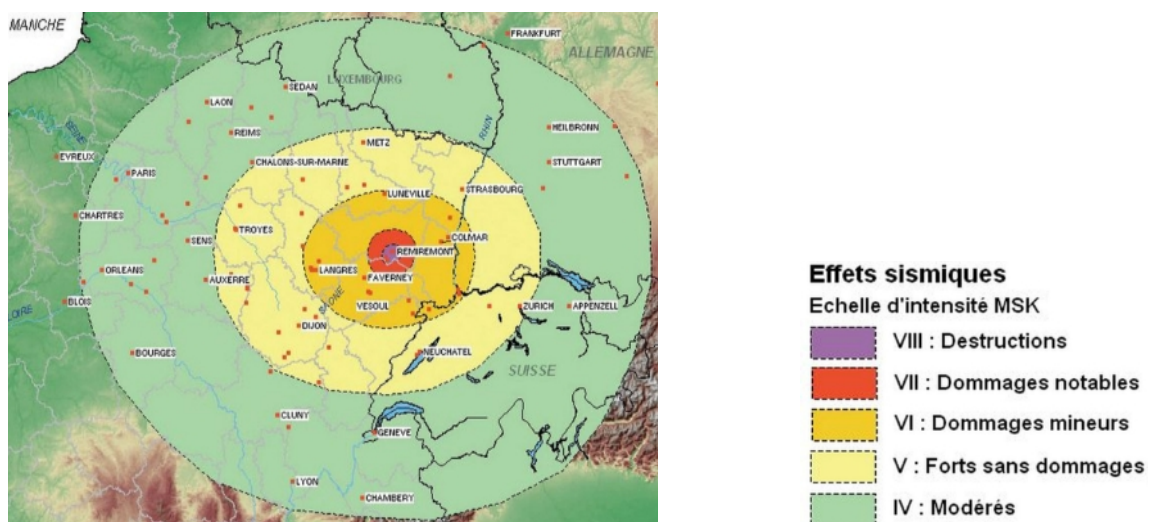 MANCHE
FRANKFURT
ALLEMAGNE
LUXEMBOURG
SEDAN
LAON
RHIN
HEILBRONN
REIMS
SEINE
METZ
EVREUX
CHALONS-SUR-MARNE
STUTTGART
PARIS
LUNEVILLE
STRASBOURG
CHARTRES
TROYES
SENS
COLMAR
REMIREMONT
ORLEANS
LANGRES
AUXERRE
FAVERNEY
BLOIS
SAONE
VESOUL
ZURICH
APPENZELL
LOIRE
DIJON
BOURGES
NEUCHATEL
SUISSE
CLUNY
GENEVE
LYON
CHAMBERY
Effets sismiques
Echelle d'intensité MSK
VIII : Destructions
VII : Dommages notables
VI : Dommages mineurs
V : Forts sans dommages
IV : Modérés